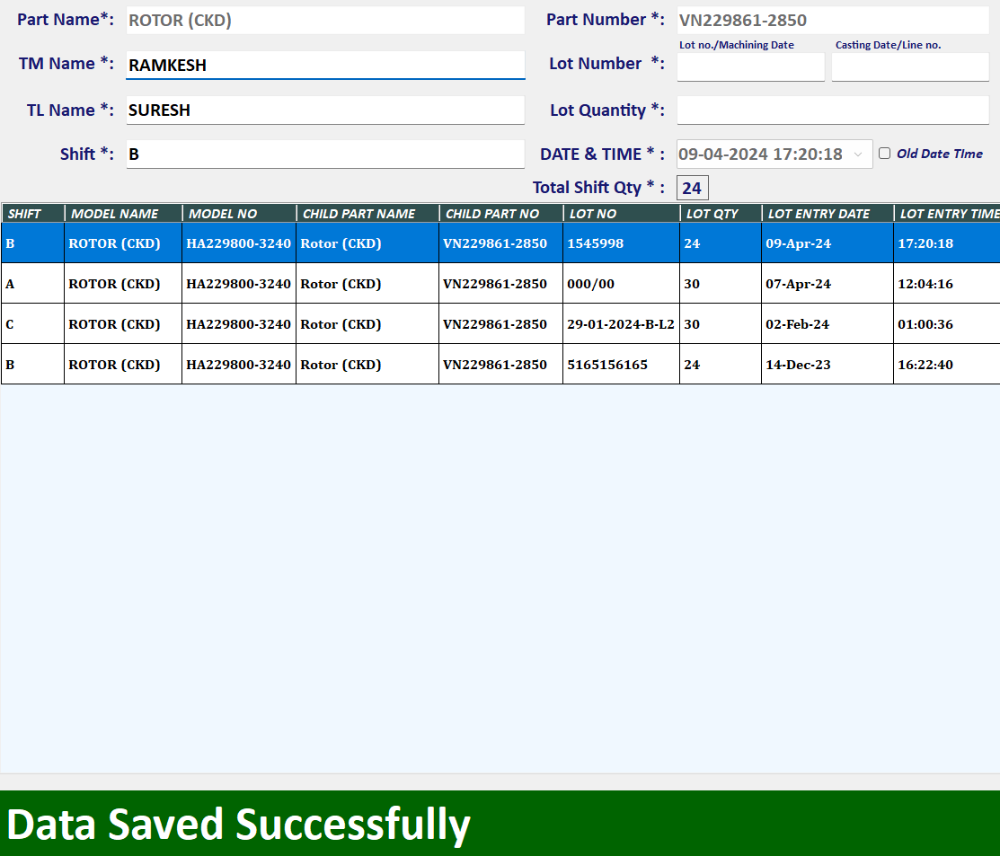 Part Name*: ROTOR (CKD) Part Number *: VN229861-2850
Lot no./Machining Date Casting Date/Line no.
TM Name *: RAMKESH Lot Number *:
TL Name *: SURESH Lot Quantity *:
Shift *: B DATE & TIME * : 09-04-2024 17:20:18 Old Date TIme
Total Shift Qty * : 24
SHIFT MODEL NAME MODEL NO CHILD PART NAME CHILD PART NO LOT NO LOT QTY LOT ENTRY DATE LOT ENTRY TIME
B ROTOR (CKD) HA229800-3240 Rotor (CKD) VN229861-2850 1545998 24 09-Apr-24 17:20:18
A ROTOR (CKD) HA229800-3240 Rotor (CKD) VN229861-2850 000/00 30 07-Apr-24 12:04:16
C ROTOR (CKD) HA229800-3240 Rotor (CKD) VN229861-2850 29-01-2024-B-L2 30 02-Feb-24 01:00:36
B ROTOR (CKD) HA229800-3240 Rotor (CKD) VN229861-2850 5165156165 24 14-Dec-23 16:22:40
Data Saved Successfully